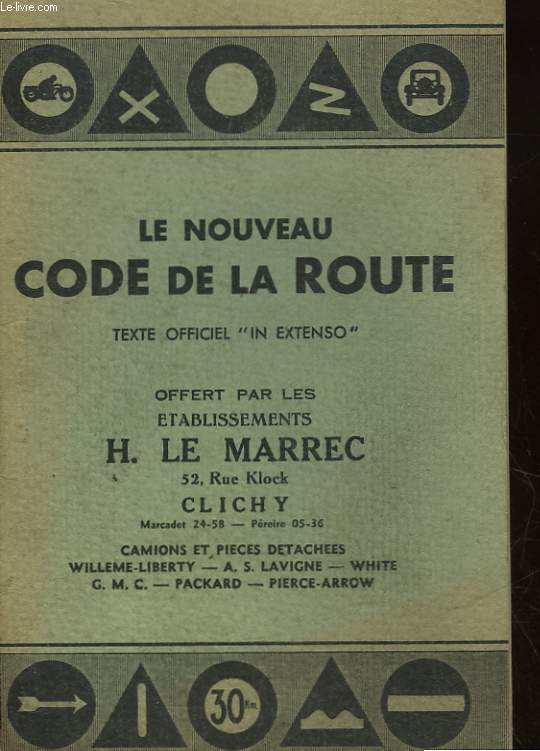 Le-livre.com
LE NOUVEAU
CODE DE LA ROUTE
TEXTE OFFICIEL "IN EXTENSO"
OFFERT PAR LES
ETABLISSEMENTS
H. LE MARREC
52, Rue Klock
CLICHY
Marcadet 24-58 — Péreire 05-36
CAMIONS ET PIECES DETACHEES
WILLEME-LIBERTY — A. S. LAVIGNE — WHITE
G. M. C. — PACKARD — PIERCE-ARROW
30 Km.